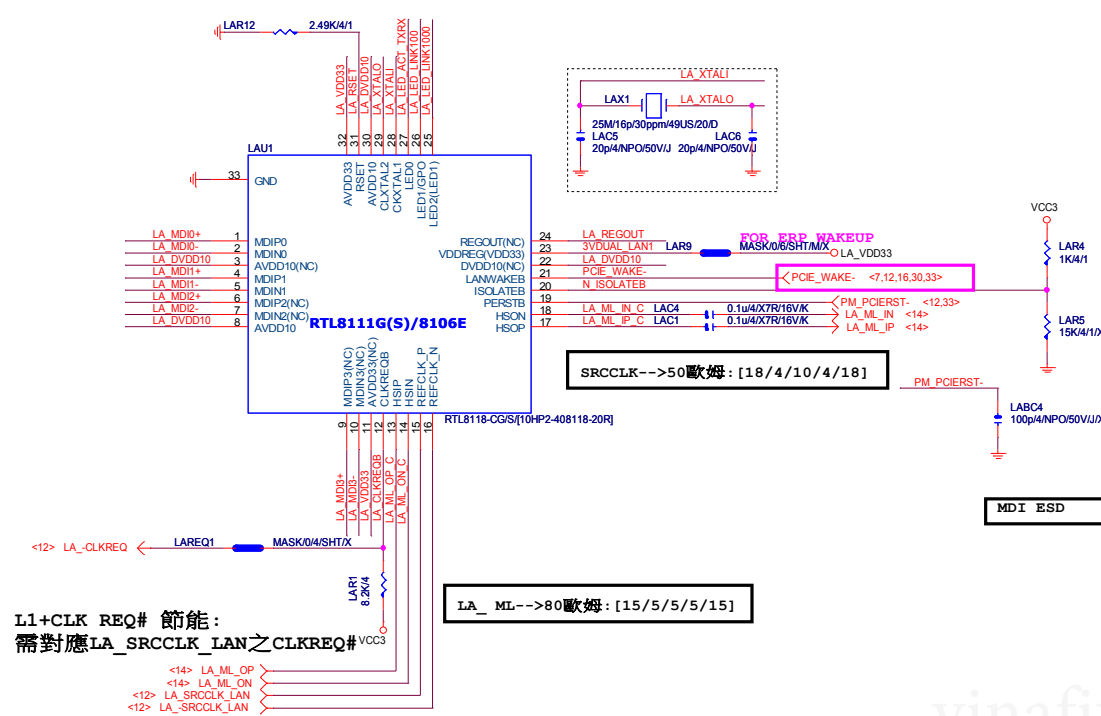 LAR12 2.49K/4/1
LA_VDD33
LA_RSET
LA_DVDD10
LA_XTALO
LA_XTALI
LA_LED_ACT_TXRX
LA_LED_LINK100
LA_LED_LINK1000
32
31
30
29
28
27
26
25
LAU1
AVDD33
RSET
AVDD10
CLXTAL2
CKXTAL1
LED0
LED1/GPO
LED2(LED1)
33 GND
LA_XTALI
LAX1 LA_XTALO
25M/16p/30ppm/49US/20/D
LAC5 LAC6
20p/4/NPO/50V/J 20p/4/NPO/50V/J
LA_MDI0+ 1 MDIP0
LA_MDI0- 2 MDIN0
LA_DVDD10 3 AVDD10(NC)
LA_MDI1+ 4 MDIP1
LA_MDI1- 5 MDIN1
LA_MDI2+ 6 MDIP2(NC)
LA_MDI2- 7 MDIN2(NC)
LA_DVDD10 8 AVDD10
RTL8111G(S)/8106E
FOR ERP WAKEUP
REGOUT(NC) 24 LA_REGOUT
VDDREG(VDD33) 23 3VDUAL_LAN1 LAR9 MASK/0/6/SHT/M/X LA_VDD33
DVDD10(NC) 22 LA_DVDD10
LANWAKEB 21 PCIE_WAKE- PCIE_WAKE- <7,12,16,30,33>
ISOLATEB 20 N_ISOLATEB
PERSTB 19 PM_PCIERST- <12,33>
HSON 18 LA_ML_IN_C LAC4 0.1u/4/X7R/16V/K LA_ML_IN <14>
HSOP 17 LA_ML_IP_C LAC1 0.1u/4/X7R/16V/K LA_ML_IP <14>
VCC3
LAR4
1K/4/1
LAR5
15K/4/1/X
SRCCLK-->50歐姆:[18/4/10/4/18]
PM_PCIERST-
LABC4
100p/4/NPO/50V/J/X
MDIP3(NC)
MDIN3(NC)
AVDD33(NC)
CLKREQB
HSIP
HSIN
REFCLK_P
REFCLK_N
RTL8118-CG/S/[10HP2-408118-20R]
9
10
11
12
13
14
15
16
LA_MDI3+
LA_MDI3-
LA_VDD33
LA_CLKREQB
LA_ML_OP_C
LA_ML_ON_C
MDI ESD
<12> LA_-CLKREQ LAREQ1 MASK/0/4/SHT/X
LAR1
8.2K/4
VCC3
LA_ ML-->80歐姆:[15/5/5/5/15]
L1+CLK REQ# 節能:
需對應LA_SRCCLK_LAN之CLKREQ#
<14> LA_ML_OP
<14> LA_ML_ON
<12> LA_SRCCLK_LAN
<12> LA_-SRCCLK_LAN